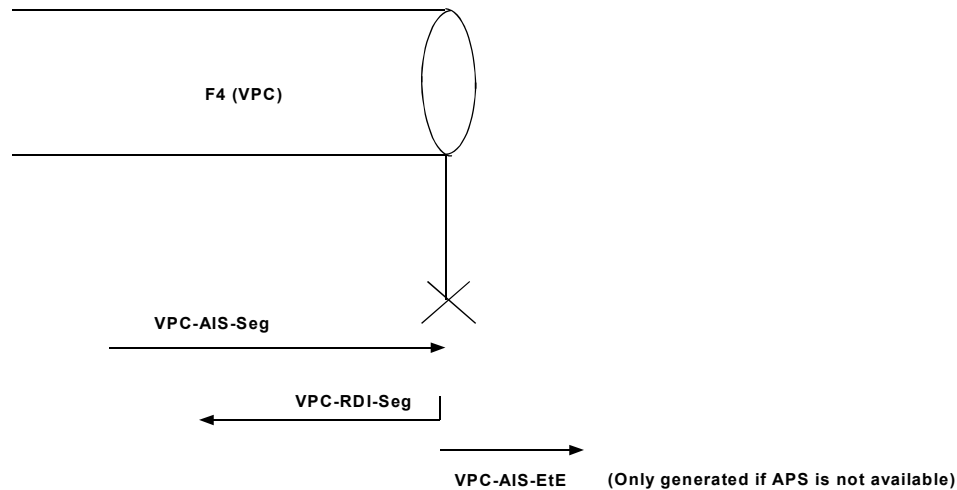 F4 (VPC)
VPC-AIS-Seg
VPC-RDI-Seg
VPC-AIS-EtE (Only generated if APS is not available)